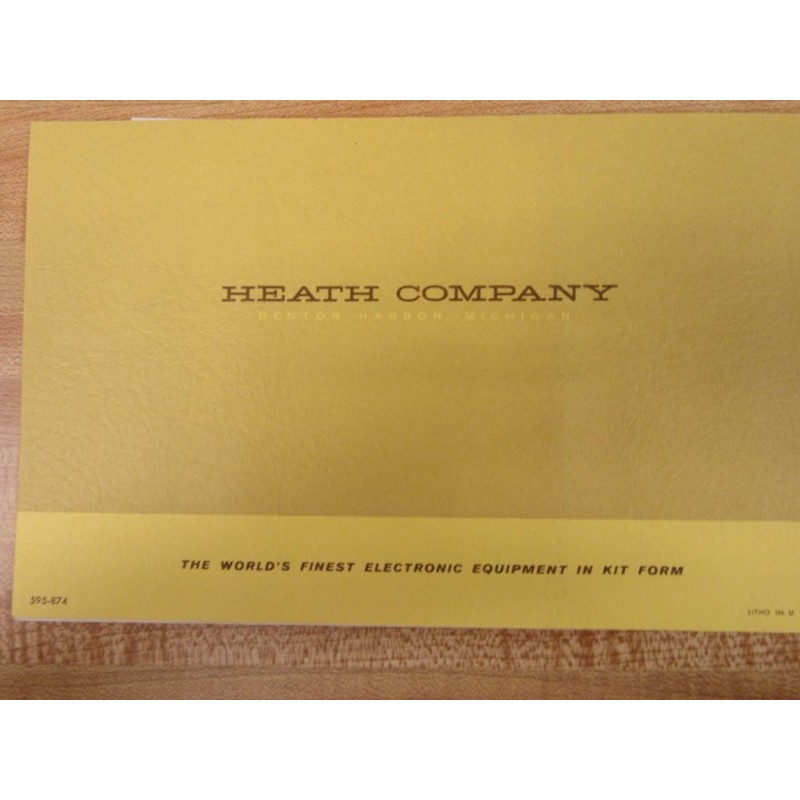 HEATH COMPANY
BENTON HARBOR, MICHIGAN
THE WORLD'S FINEST ELECTRONIC EQUIPMENT IN KIT FORM
595-874
LITHO IN U